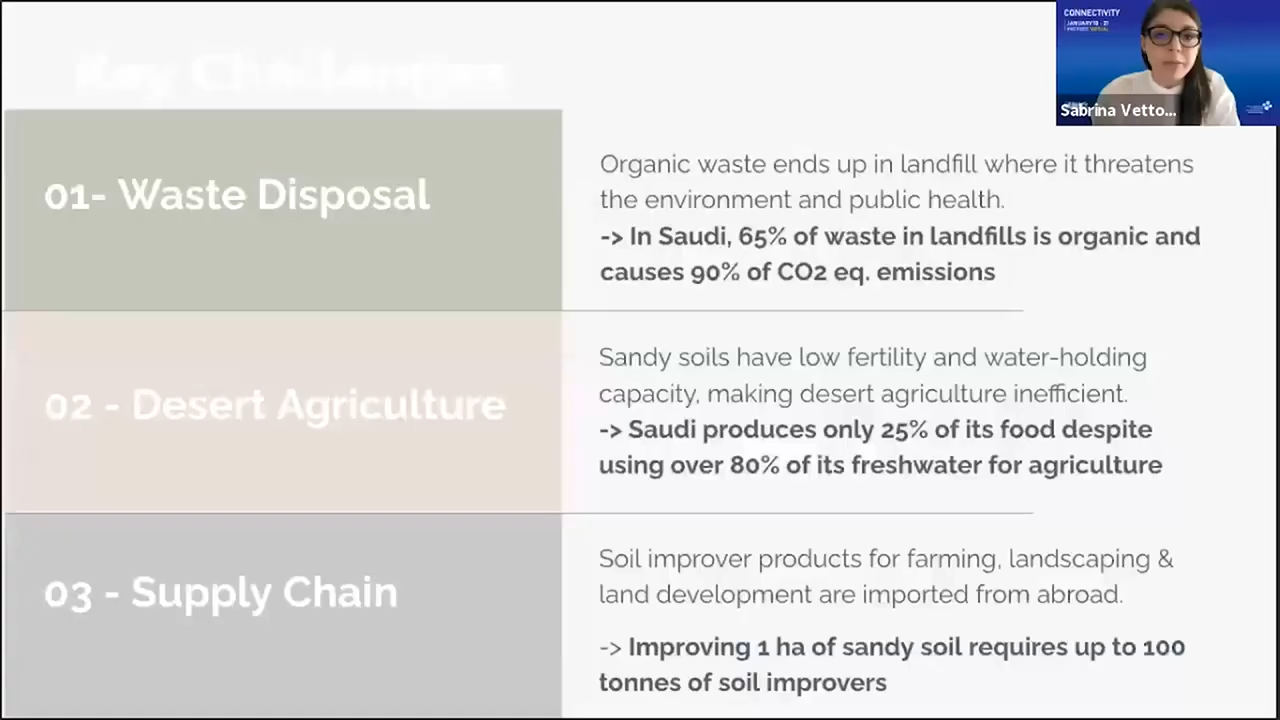 Key Challenges
CONNECTIVITY
JANUARY 18 - 21
Sabrina Vetto...
01- Waste Disposal
Organic waste ends up in landfill where it threatens
the environment and public health.
-> In Saudi, 65% of waste in landfills is organic and
causes 90% of CO2 eq. emissions
02 - Desert Agriculture
Sandy soils have low fertility and water-holding
capacity, making desert agriculture inefficient.
-> Saudi produces only 25% of its food despite
using over 80% of its freshwater for agriculture
03 - Supply Chain
Soil improver products for farming, landscaping &
land development are imported from abroad.
-> Improving 1 ha of sandy soil requires up to 100
tonnes of soil improvers